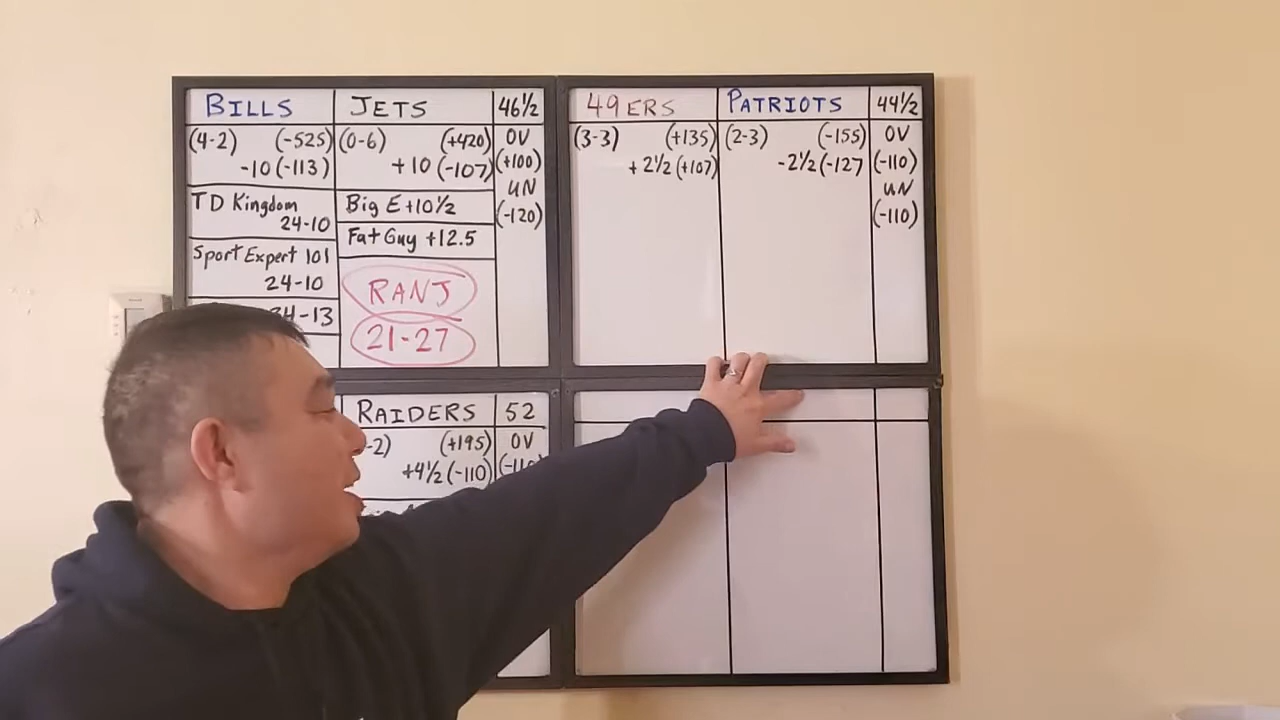 BILLS JETS 46½
(4-2) (-525) (0-6) (+420) OV
-10 (-113) +10 (-107) (+100)
UN
TD Kingdom Big E +10½ (-120)
24-10 Fat Guy +12.5
Sport Expert 101
24-10 RANJ
34-13 21-27
49ERS PATRIOTS 44½
(3-3) (+135) (2-3) (-155) OV
+2½ (+107) -2½ (-127 (-110)
UN
(-110)
RAIDERS 52
-2) (+195) OV
+4½ (-110)